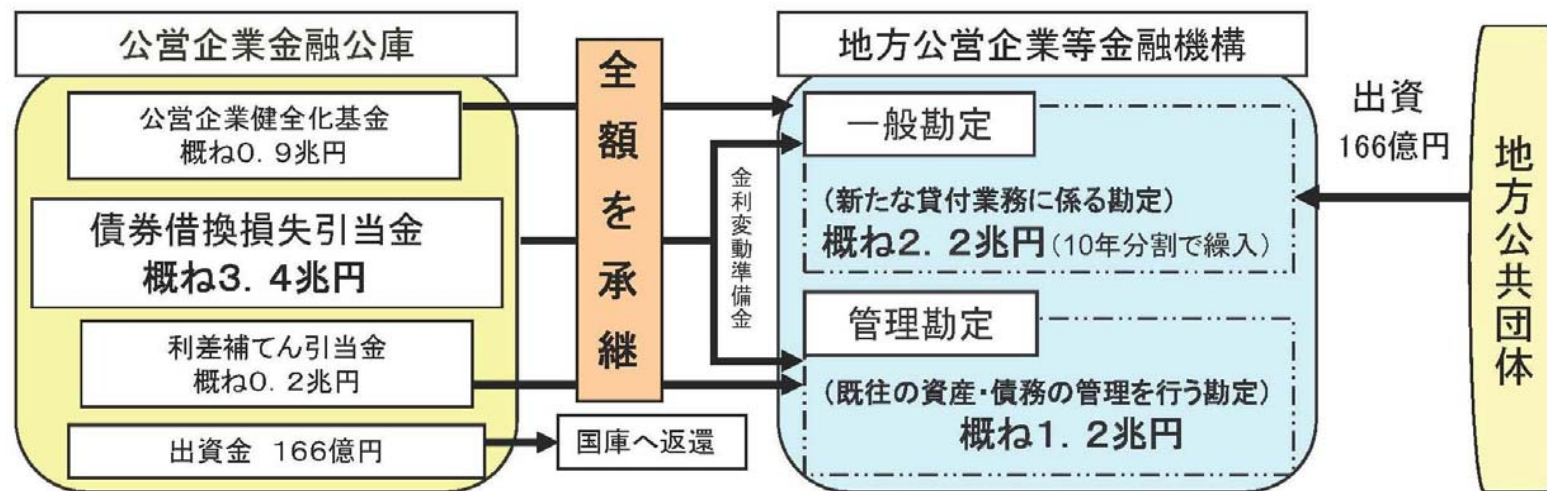 公営企業金融公庫
公営企業健全化基金
概ね0.9兆円
債券借換損失引当金
概ね3.4兆円
利差補てん引当金
概ね0.2兆円
出資金 166億円
全額を承継
国庫へ返還
金利変動準備金
地方公営企業等金融機構
一般勘定
(新たな貸付業務に係る勘定)
概ね2.2兆円(10年分割で繰入)
管理勘定
(既往の資産・債務の管理を行う勘定)
概ね1.2兆円
出資
166億円
地方公共団体